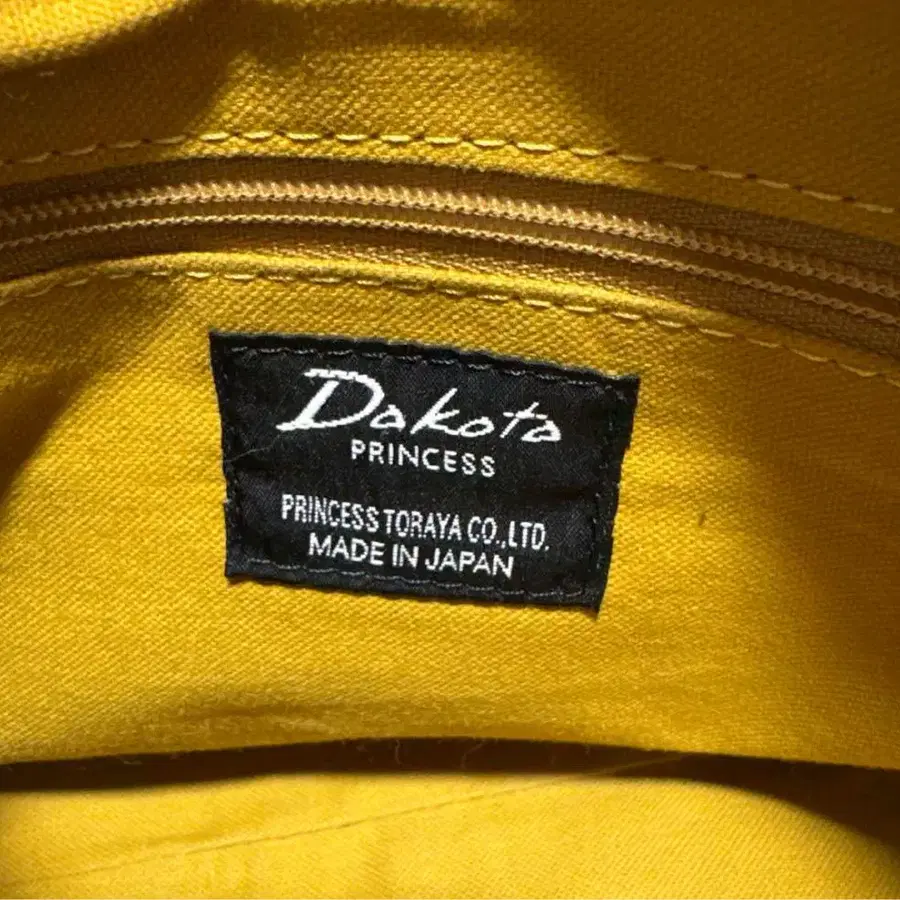 Dakota
PRINCESS
PRINCESS TORAYA CO.,LTD.
MADE IN JAPAN